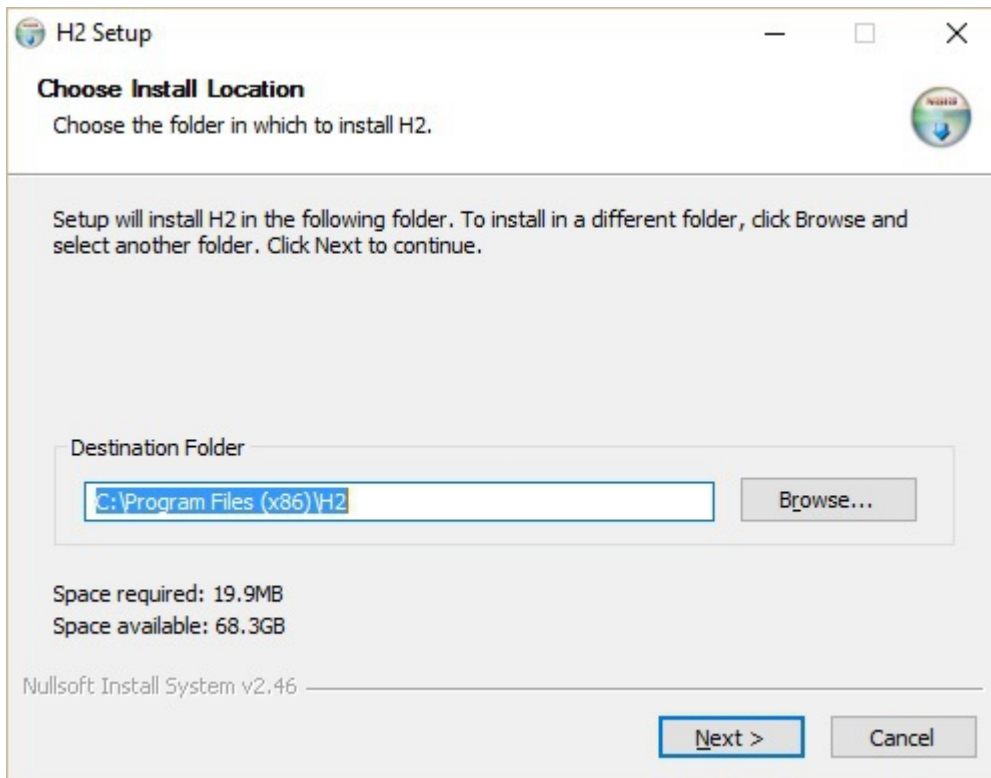 H2 Setup
Choose Install Location
Choose the folder in which to install H2.
Setup will install H2 in the following folder. To install in a different folder, click Browse and
select another folder. Click Next to continue.
Destination Folder
C:\Program Files (x86)\H2
Browse...
Space required: 19.9MB
Space available: 68.3GB
Nullsoft Install System v2.46
Next >
Cancel